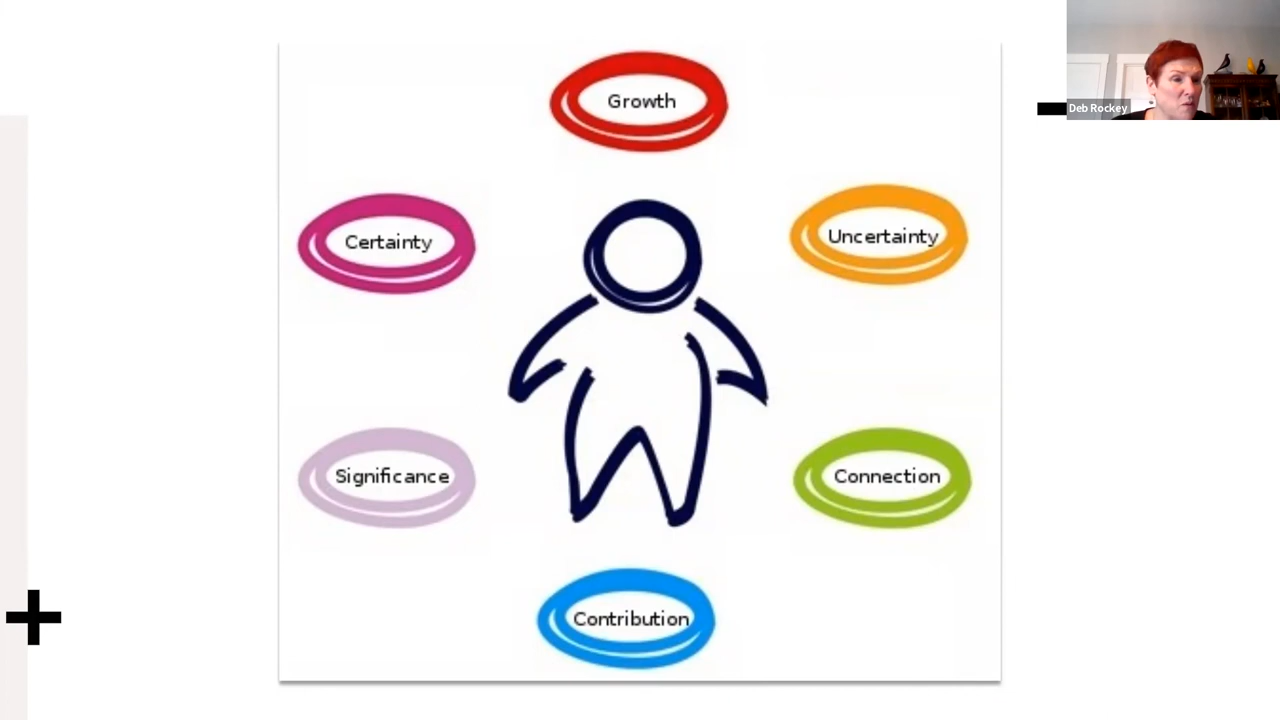 Growth
Deb Rockey
Certainty
Uncertainty
Significance
Connection
Contribution